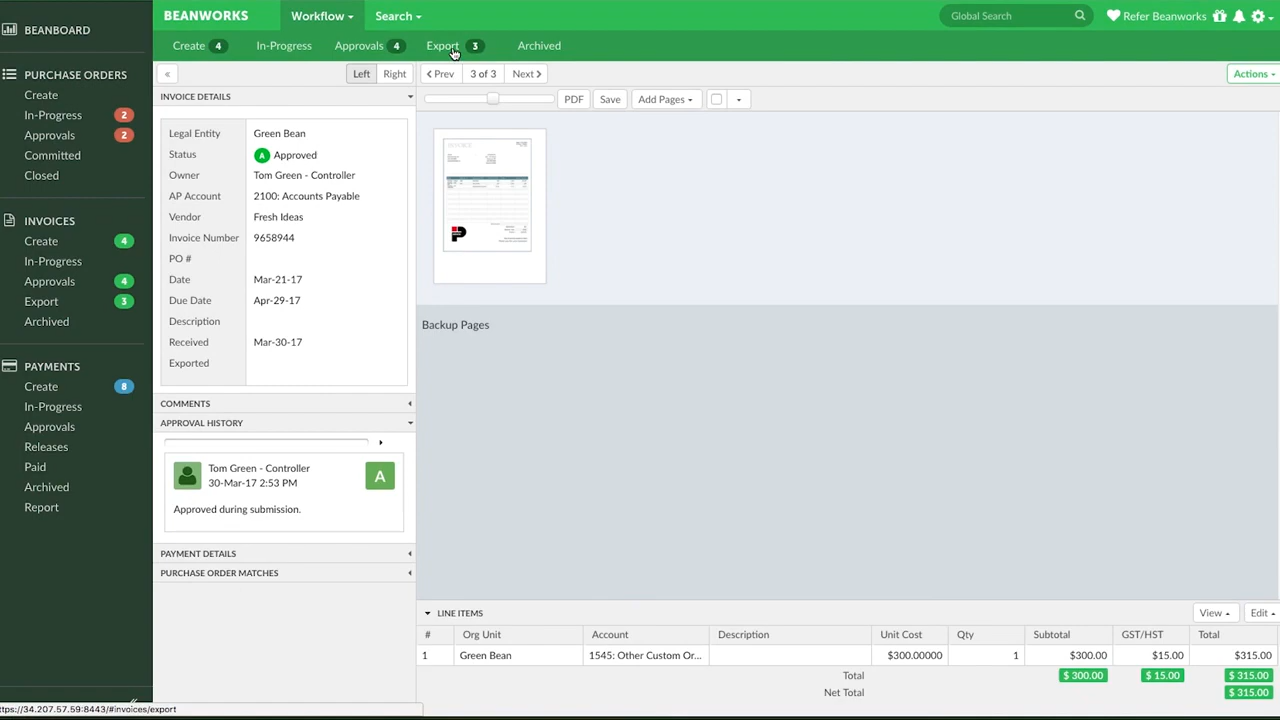 BEANBOARD
PURCHASE ORDERS
Create
In-Progress 2
Approvals 2
Committed
Closed
INVOICES
Create 4
In-Progress
Approvals 4
Export 3
Archived
PAYMENTS
Create 8
In-Progress
Approvals
Releases
Paid
Archived
Report
BEANWORKS Workflow Search Global Search Refer Beanworks
Create 4 In-Progress Approvals 4 Export 3 Archived
« Left Right Prev 3 of 3 Next Actions
INVOICE DETAILS
PDF Save Add Pages
Legal Entity Green Bean
Status A Approved
Owner Tom Green - Controller
AP Account 2100: Accounts Payable
Vendor Fresh Ideas
Invoice Number 9658944
PO #
Date Mar-21-17
Due Date Apr-29-17
Description
Received Mar-30-17
Exported
COMMENTS
APPROVAL HISTORY
Tom Green - Controller
30-Mar-17 2:53 PM
A
Approved during submission.
PAYMENT DETAILS
PURCHASE ORDER MATCHES
INVOICE
Backup Pages
LINE ITEMS View Edit
# Org Unit Account Description Unit Cost Qty Subtotal GST/HST Total
1 Green Bean 1545: Other Custom Or... $300.00000 1 $300.00 $15.00 $315.00
Total $ 300.00 $ 15.00 $ 315.00
Net Total $ 315.00
ttps://34.207.57.59:8443/#invoices/export